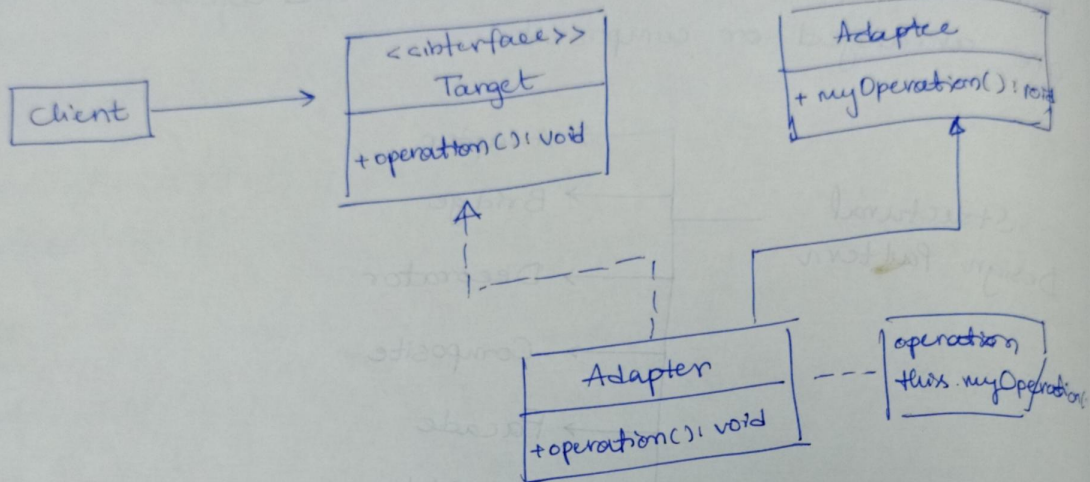 Client
<<interface>>
Target
+operation(): void
Adaptee
+ myOperation(): void
Adapter
+operation(): void
operation
this.myOperation(